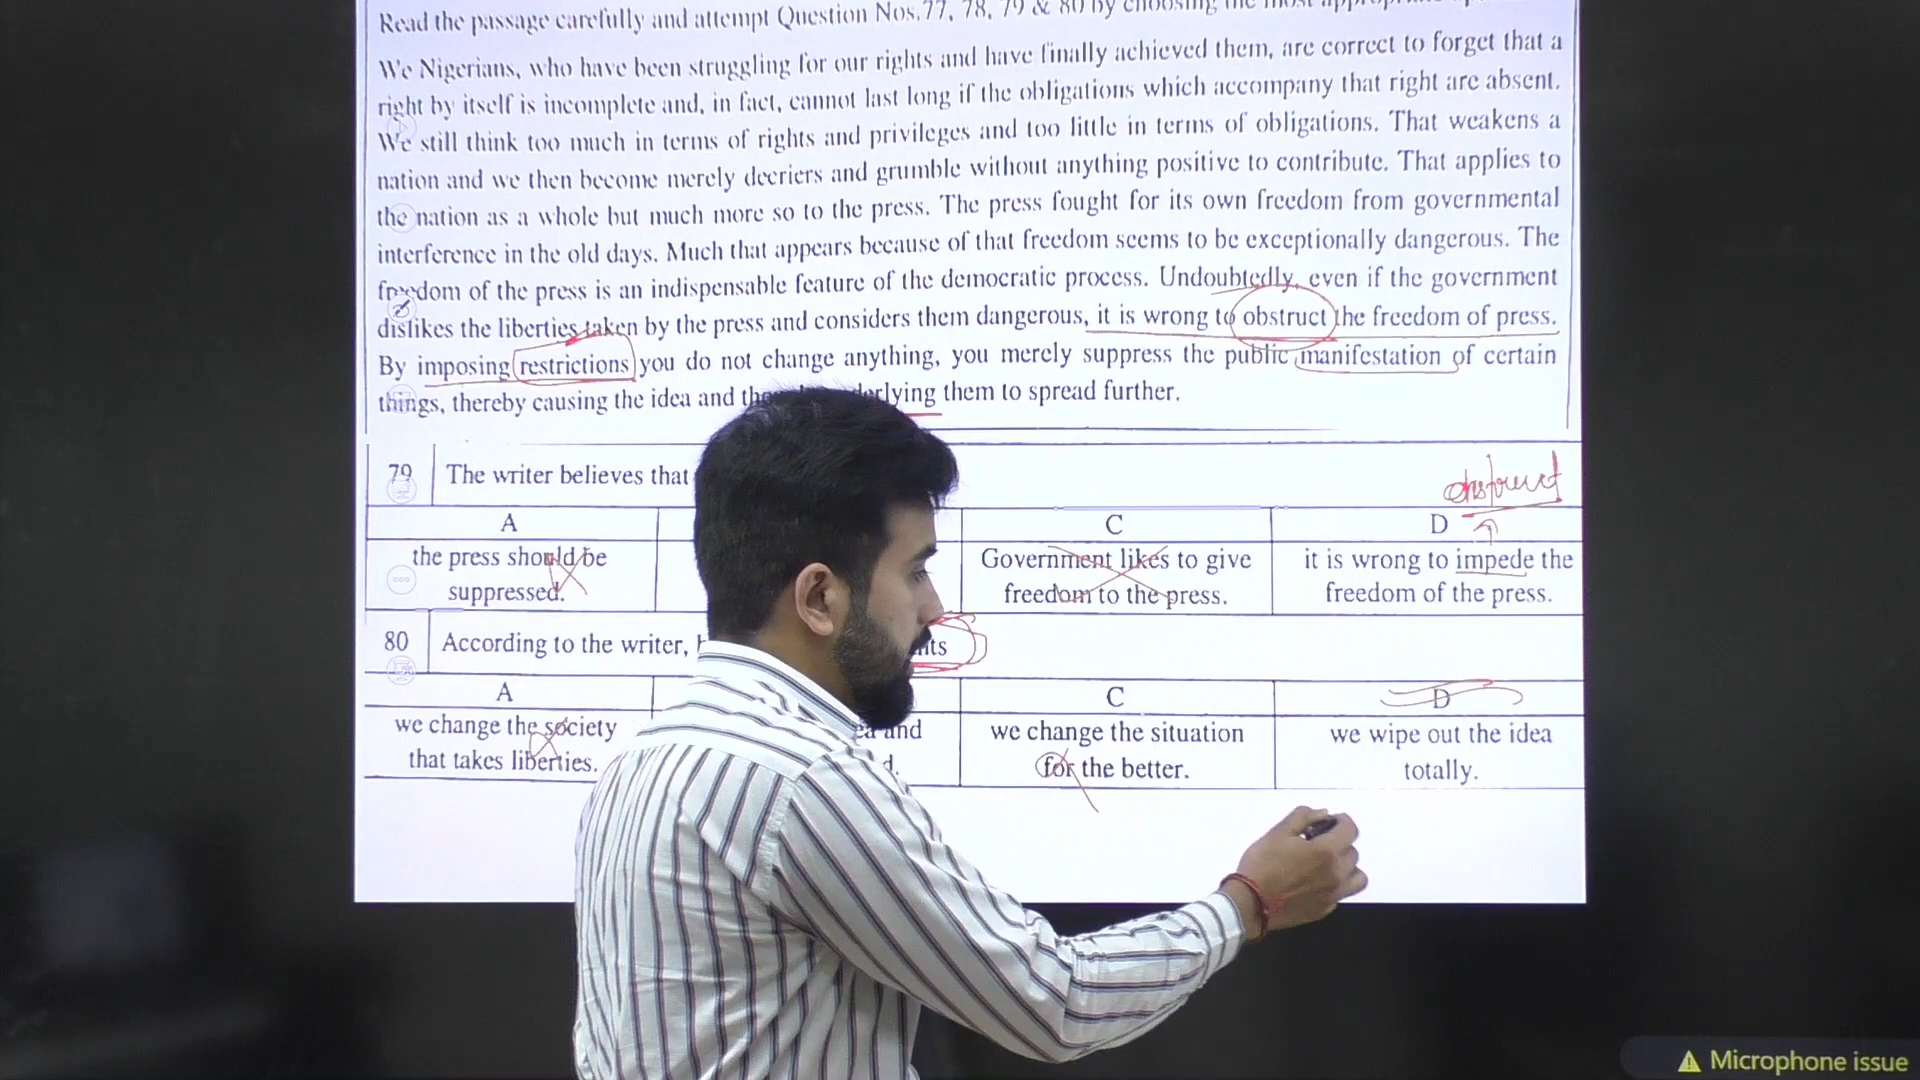 Read the passage carefully and attempt Question Nos.77, 78, 79 & 80 by choosing the most
We Nigerians, who have been struggling for our rights and have finally achieved them, are correct to forget that a
right by itself is incomplete and, in fact, cannot last long if the obligations which accompany that right are absent.
We still think too much in terms of rights and privileges and too little in terms of obligations. That weakens a
nation and we then become merely decriers and grumble without anything positive to contribute. That applies to
the nation as a whole but much more so to the press. The press fought for its own freedom from governmental
interference in the old days. Much that appears because of that freedom seems to be exceptionally dangerous. The
freedom of the press is an indispensable feature of the democratic process. Undoubtedly, even if the government
dislikes the liberties taken by the press and considers them dangerous, it is wrong to obstruct the freedom of press.
By imposing restrictions you do not change anything, you merely suppress the public manifestation of certain
things, thereby causing the idea and them to spread further.
79 The writer believes that
obstruct
A C D
the press should be Government likes to give it is wrong to impede the
suppressed. freedom to the press. freedom of the press.
80 According to the writer,
A C D
we change the society and we change the situation we wipe out the idea
that takes liberties. for the better. totally.
Microphone issue